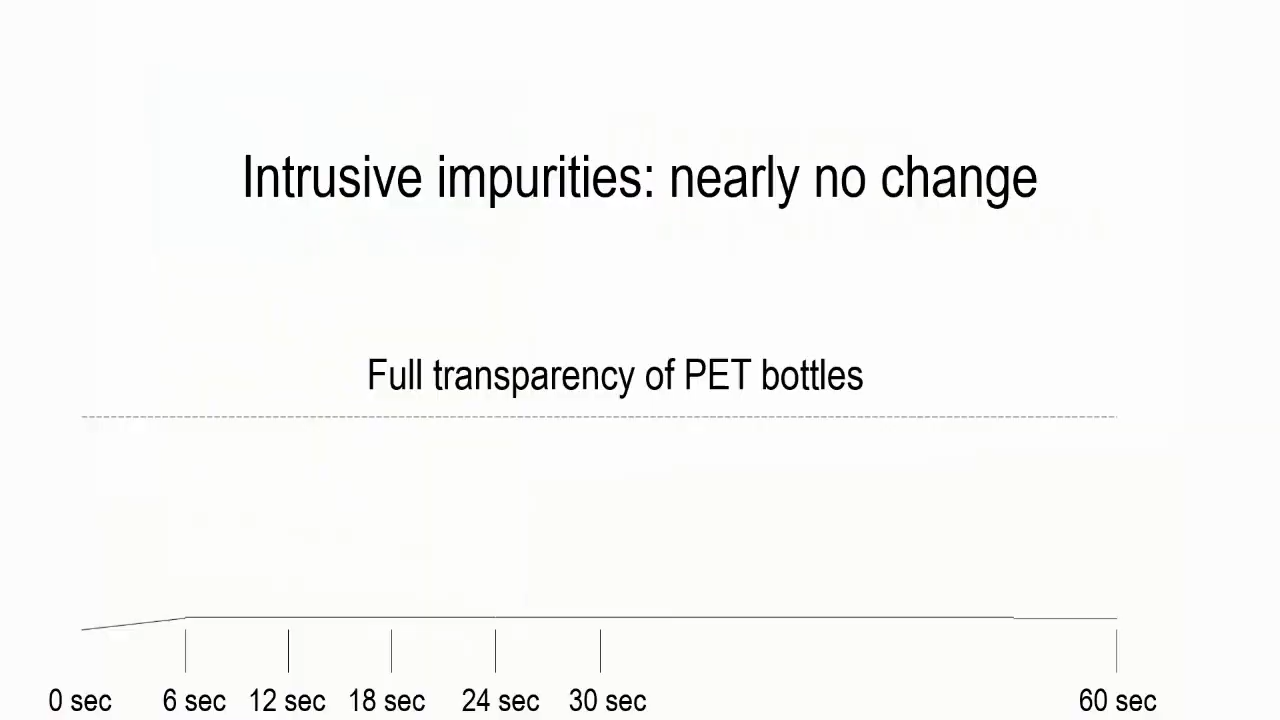 Intrusive impurities: nearly no change
Full transparency of PET bottles
0 sec 6 sec 12 sec 18 sec 24 sec 30 sec 60 sec